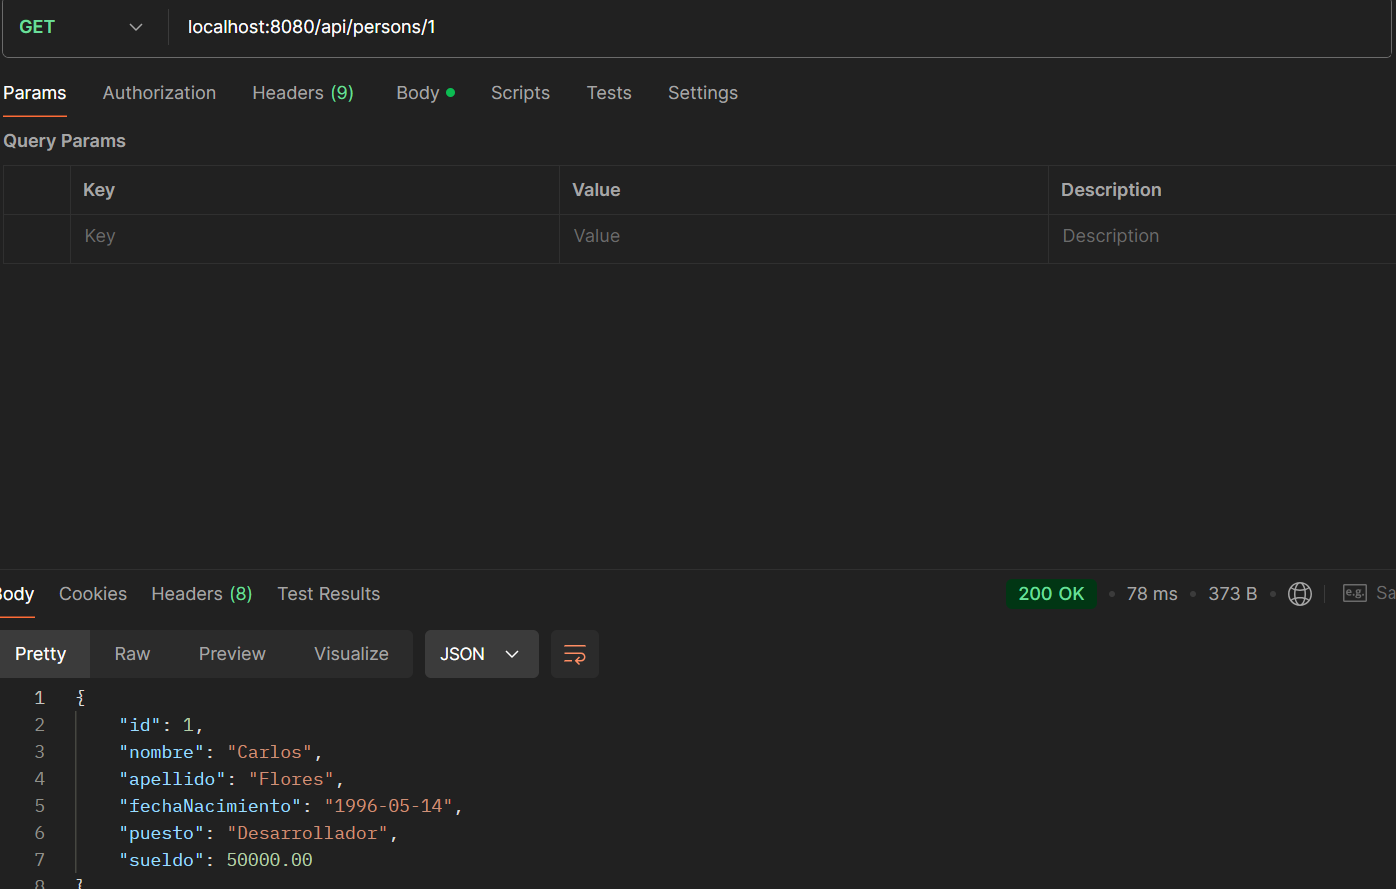 GET localhost:8080/api/persons/1
Params Authorization Headers (9) Body Scripts Tests Settings
Query Params
Key Value Description
Key Value Description
Body Cookies Headers (8) Test Results 200 OK 78 ms 373 B e.g. Sa
Pretty Raw Preview Visualize JSON
1 {
2 "id": 1,
3 "nombre": "Carlos",
4 "apellido": "Flores",
5 "fechaNacimiento": "1996-05-14",
6 "puesto": "Desarrollador",
7 "sueldo": 50000.00
8 }